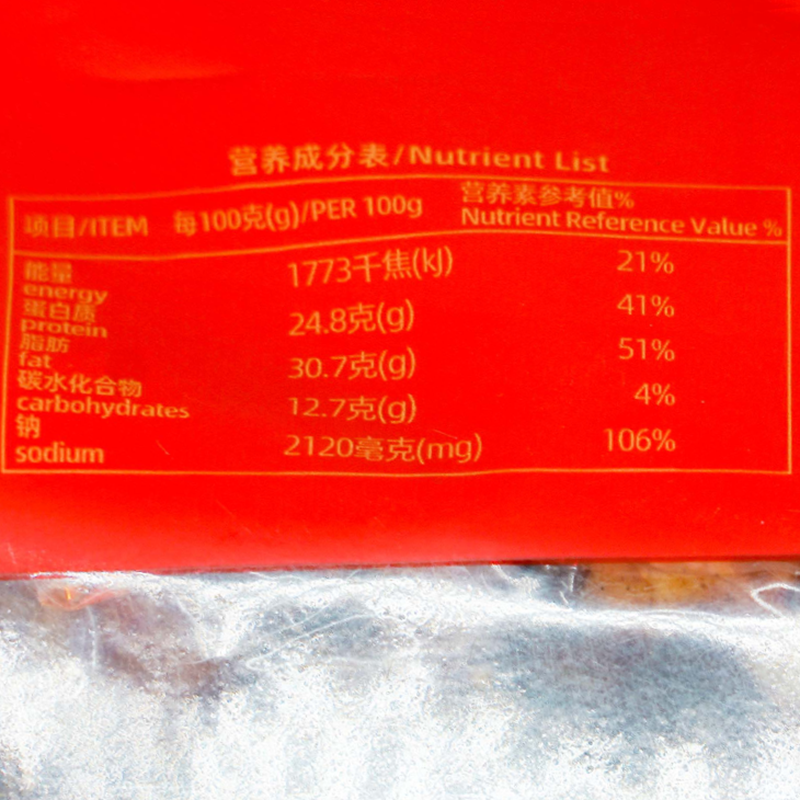 营养成分表/Nutrient List
项目/ITEM 每100克(g)/PER 100g 营养素参考值%
Nutrient Reference Value %
能量
energy 1773千焦(kJ) 21%
蛋白质
protein 24.8克(g) 41%
脂肪
fat 30.7克(g) 51%
碳水化合物
carbohydrates 12.7克(g) 4%
钠
sodium 2120毫克(mg) 106%